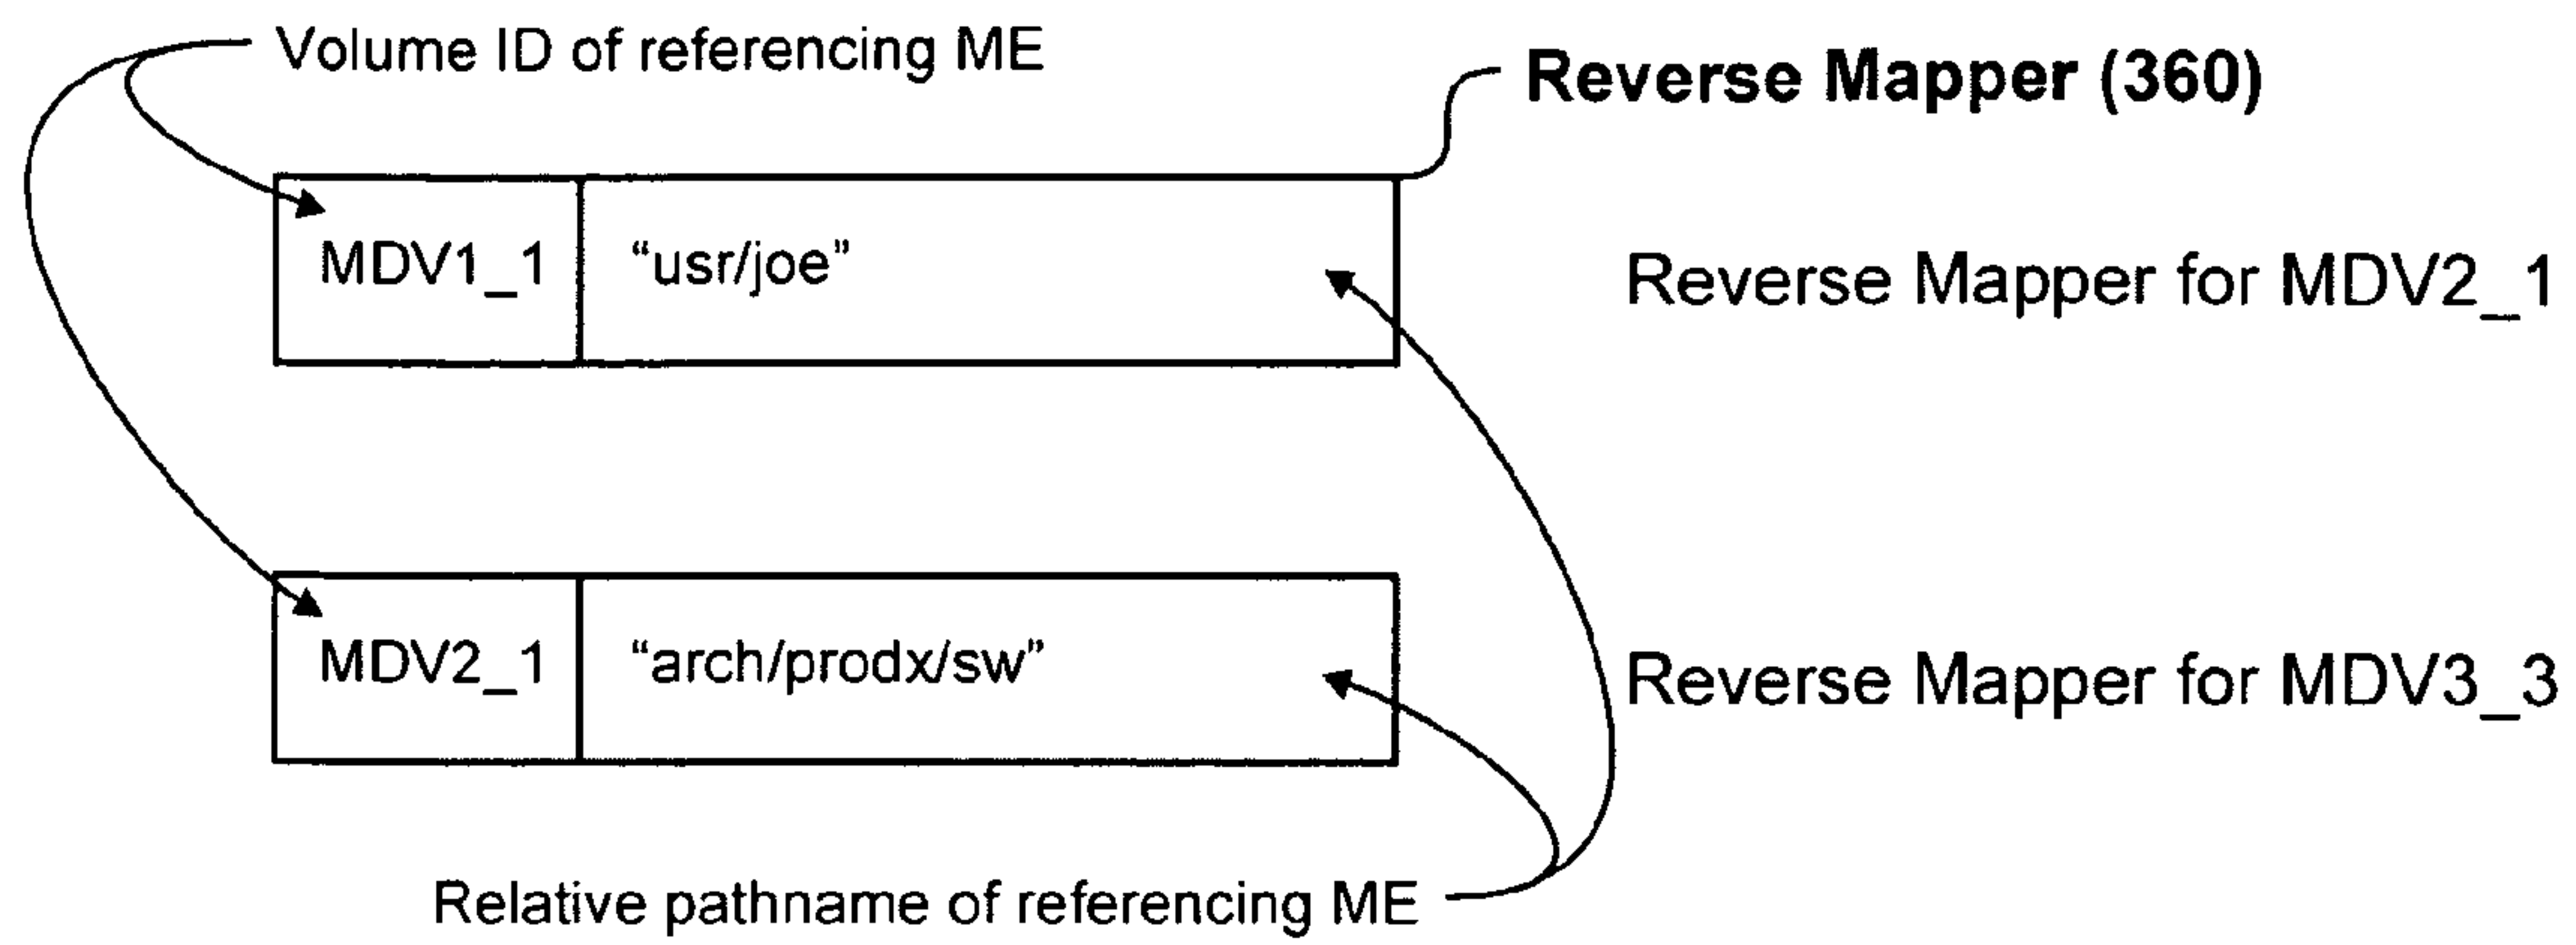 Volume ID of referencing ME
Reverse Mapper (360)
MDV1_1
“usr/joe”
Reverse Mapper for MDV2_1
MDV2_1
“arch/prodx/sw”
Reverse Mapper for MDV3_3
Relative pathname of referencing ME